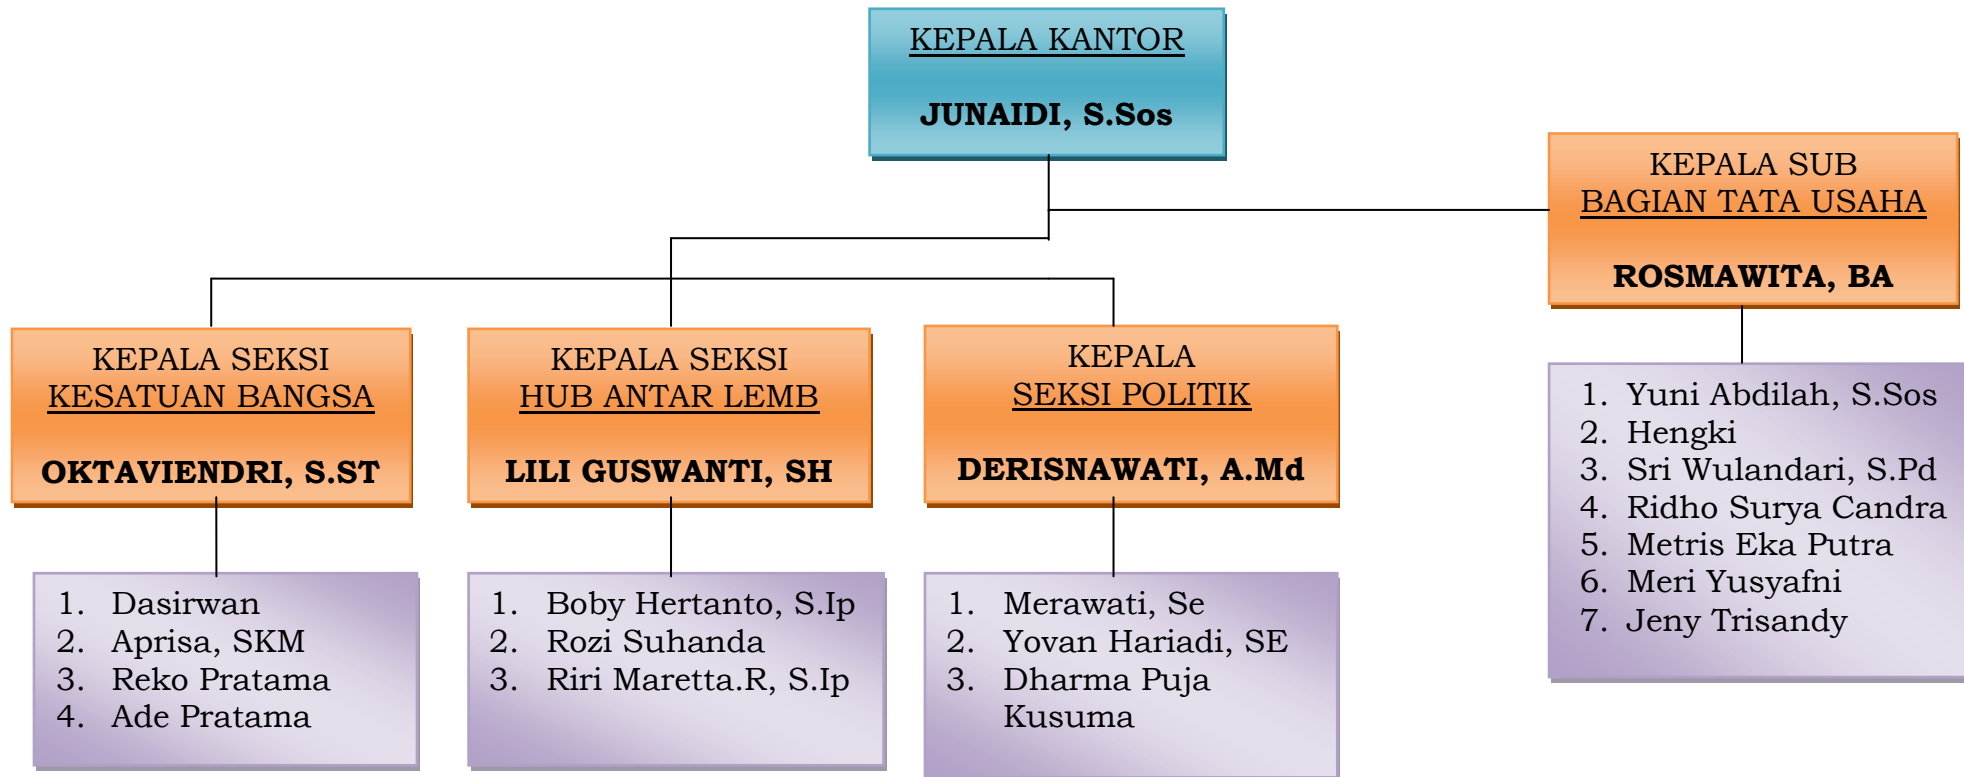 KEPALA KANTOR
JUNAIDI, S.Sos
KEPALA SUB
BAGIAN TATA USAHA
ROSMAWITA, BA
KEPALA SEKSI
KESATUAN BANGSA
OKTAVIENDRI, S.ST
KEPALA SEKSI
HUB ANTAR LEMB
LILI GUSWANTI, SH
KEPALA
SEKSI POLITIK
DERISNAWATI, A.Md
1. Yuni Abdilah, S.Sos
2. Hengki
3. Sri Wulandari, S.Pd
4. Ridho Surya Candra
5. Metris Eka Putra
6. Meri Yusyafni
7. Jeny Trisandy
1. Dasirwan
2. Aprisa, SKM
3. Reko Pratama
4. Ade Pratama
1. Boby Hertanto, S.Ip
2. Rozi Suhanda
3. Riri Maretta.R, S.Ip
1. Merawati, Se
2. Yovan Hariadi, SE
3. Dharma Puja
Kusuma